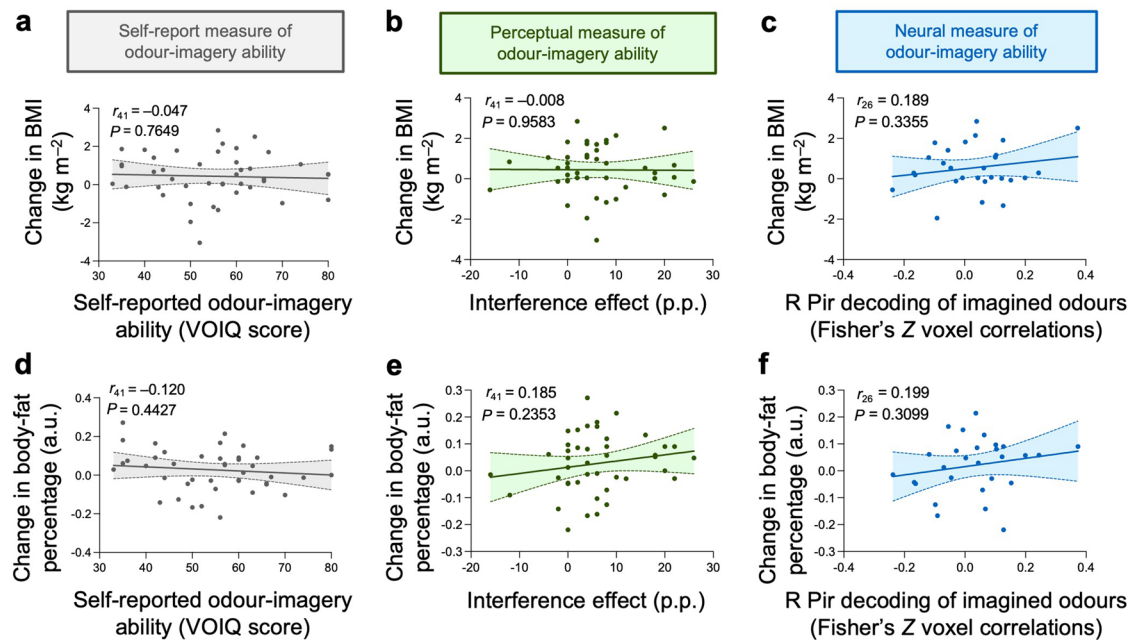 a
Self-report measure of
odour-imagery ability
b
Perceptual measure of
odour-imagery ability
c
Neural measure of
odour-imagery ability
Change in BMI
(kg m–2)
r41 = –0.047
P = 0.7649
4
2
0
-2
-4
30
40
50
60
70
80
Self-reported odour-imagery
ability (VOIQ score)
Change in BMI
(kg m–2)
r41 = –0.008
P = 0.9583
4
2
0
-2
-4
-20
-10
0
10
20
30
Interference effect (p.p.)
Change in BMI
(kg m–2)
r26 = 0.189
P = 0.3355
4
2
0
-2
-4
-0.4
-0.2
0.0
0.2
0.4
R Pir decoding of imagined odours
(Fisher's Z voxel correlations)
d
Change in body-fat
percentage (a.u.)
r41 = –0.120
P = 0.4427
0.4
0.2
0.0
-0.2
-0.4
30
40
50
60
70
80
Self-reported odour-imagery
ability (VOIQ score)
e
Change in body-fat
percentage (a.u.)
r41 = 0.185
P = 0.2353
0.3
0.2
0.1
0.0
-0.1
-0.2
-0.3
-20
-10
0
10
20
30
Interference effect (p.p.)
f
Change in body-fat
percentage (a.u.)
r26 = 0.199
P = 0.3099
0.3
0.2
0.1
0.0
-0.1
-0.2
-0.3
-0.4
-0.2
0.0
0.2
0.4
R Pir decoding of imagined odours
(Fisher's Z voxel correlations)